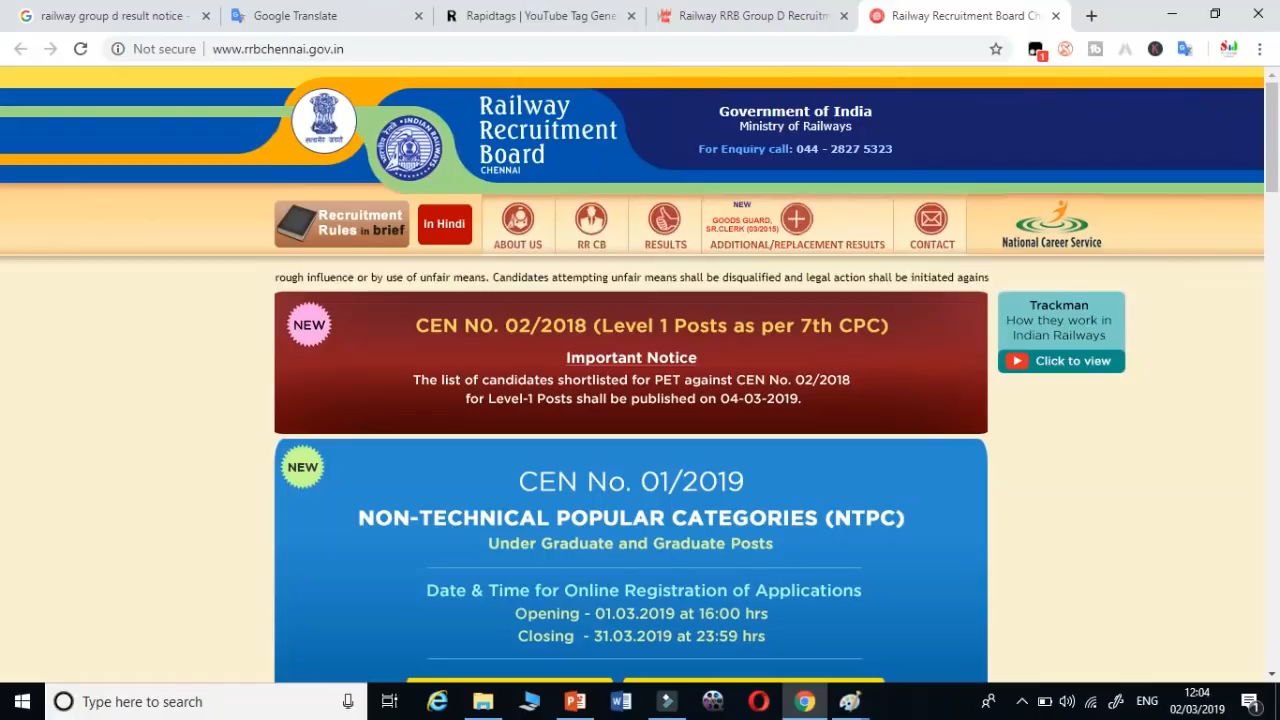 railway group d result notice -
Google Translate
Rapidtags | YouTube Tag Gene
Railway RRB Group D Recruitm
Railway Recruitment Board Ch
Not secure
www.rrbchennai.gov.in
1
सत्यमेव जयते
Railway
Recruitment
Board
CHENNAI
Government of India
Ministry of Railways
For Enquiry call: 044 - 2827 5323
Recruitment
Rules in brief
In Hindi
ABOUT US
RR CB
RESULTS
NEW
GOODS GUARD,
SR.CLERK (03/2015)
ADDITIONAL/REPLACEMENT RESULTS
CONTACT
National Career Service
rough influence or by use of unfair means. Candidates attempting unfair means shall be disqualified and legal action shall be initiated agains
NEW
CEN N0. 02/2018 (Level 1 Posts as per 7th CPC)
Important Notice
The list of candidates shortlisted for PET against CEN No. 02/2018
for Level-1 Posts shall be published on 04-03-2019.
Trackman
How they work in
Indian Railways
Click to view
NEW
CEN No. 01/2019
NON-TECHNICAL POPULAR CATEGORIES (NTPC)
Under Graduate and Graduate Posts
Date & Time for Online Registration of Applications
Opening - 01.03.2019 at 16:00 hrs
Closing - 31.03.2019 at 23:59 hrs
Type here to search
ENG
12:04
02/03/2019
1